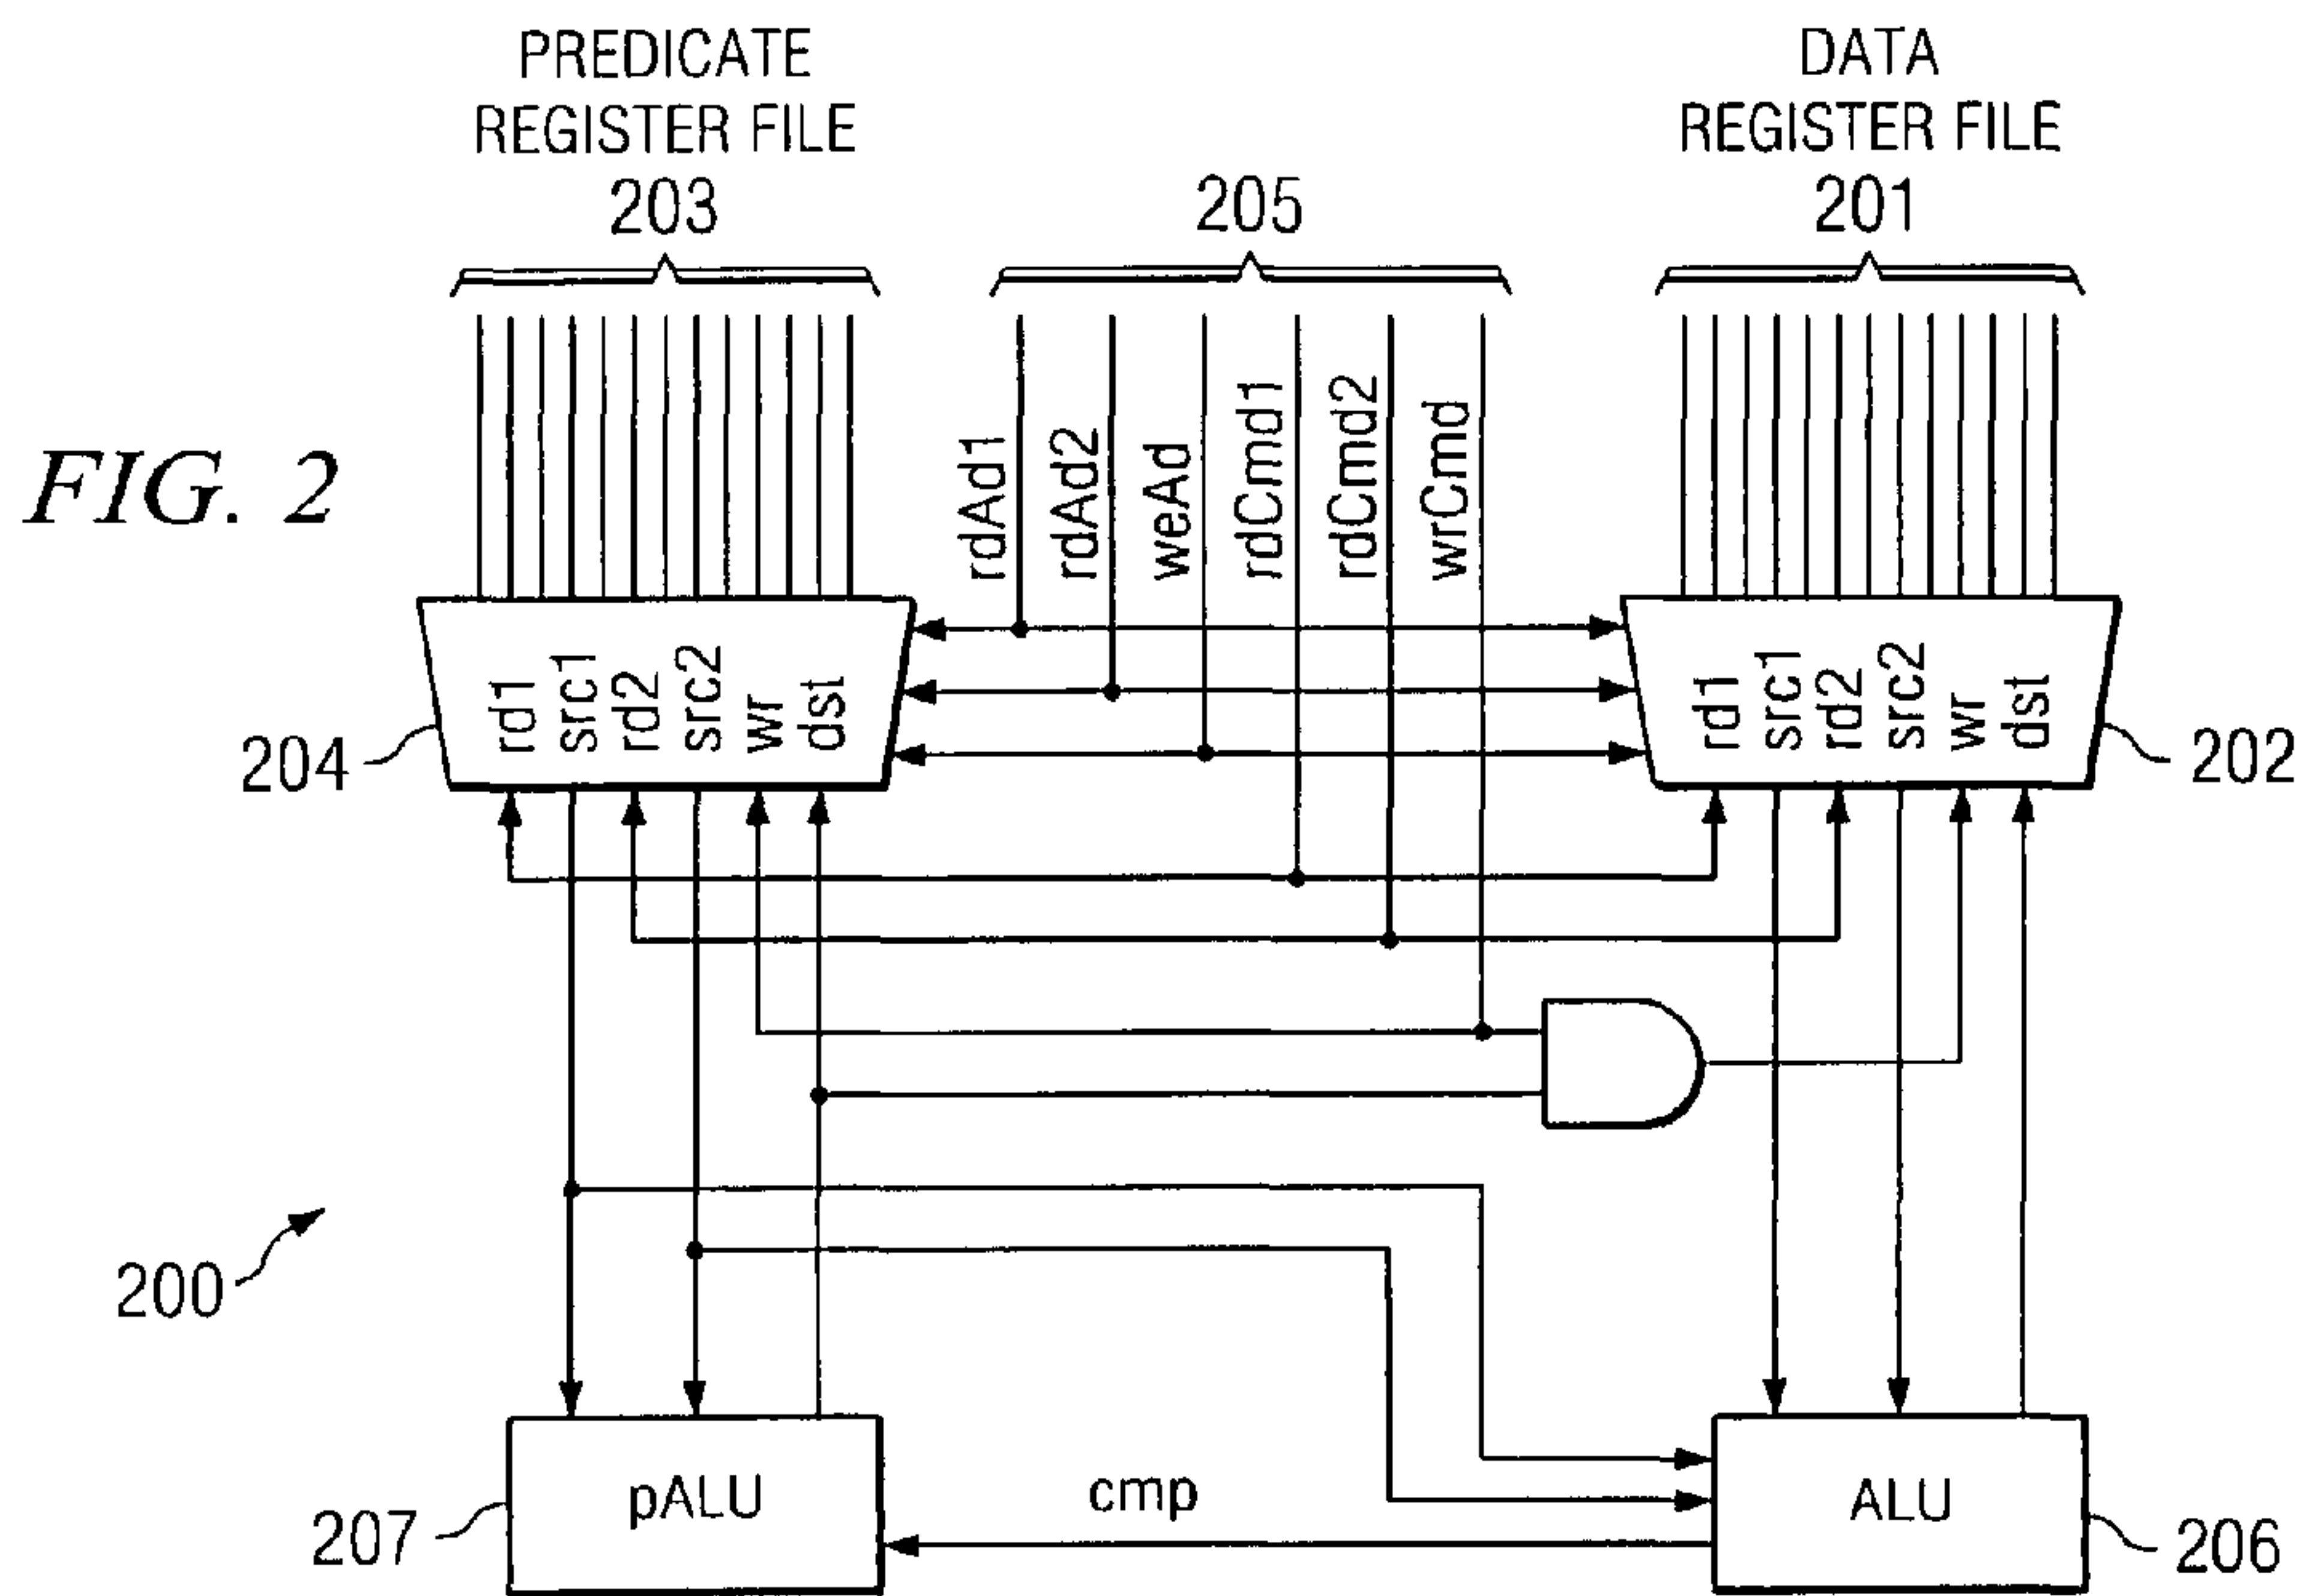 PREDICATE
REGISTER FILE
203
205
DATA
REGISTER FILE
201
FIG. 2
rdAd1
rdAd2
weAd
rdCmd1
rdCmd2
wrCmd
rd1
src1
rd2
src2
wr
dst
204
rd1
src1
rd2
src2
wr
dst
202
200
pALU
207
cmp
ALU
206